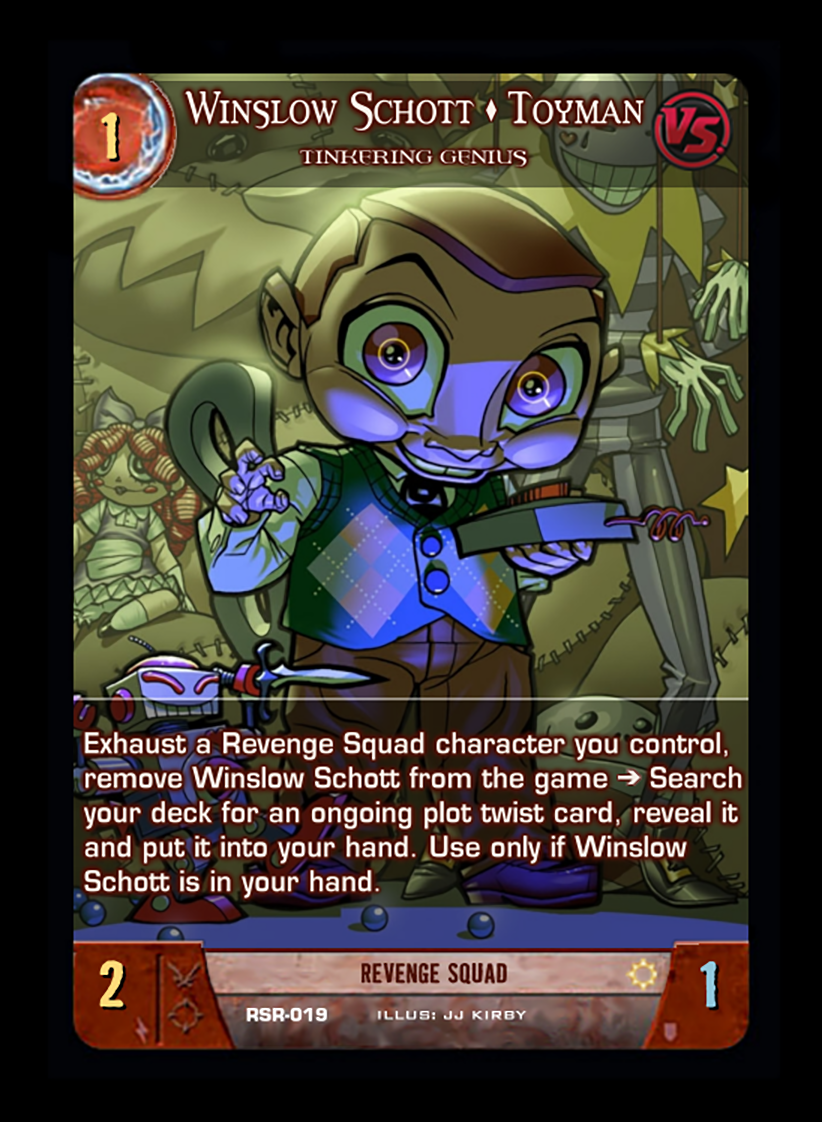 1
Winslow Schott ♦ Toyman
VS.
Tinkering Genius
Exhaust a Revenge Squad character you control,
remove Winslow Schott from the game ➔ Search
your deck for an ongoing plot twist card, reveal it
and put it into your hand. Use only if Winslow
Schott is in your hand.
2
REVENGE SQUAD
1
RSR-019 ILLUS: JJ KIRBY